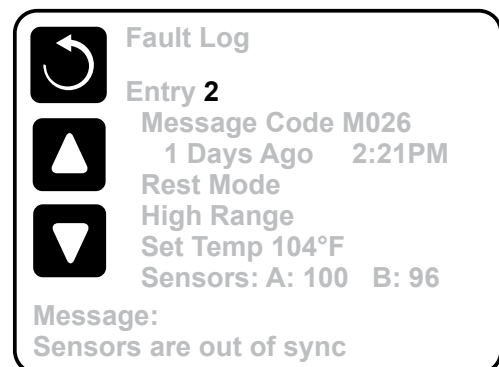 Fault Log
Entry 2
Message Code M026
1 Days Ago 2:21PM
Rest Mode
High Range
Set Temp 104°F
Sensors: A: 100 B: 96
Message:
Sensors are out of sync